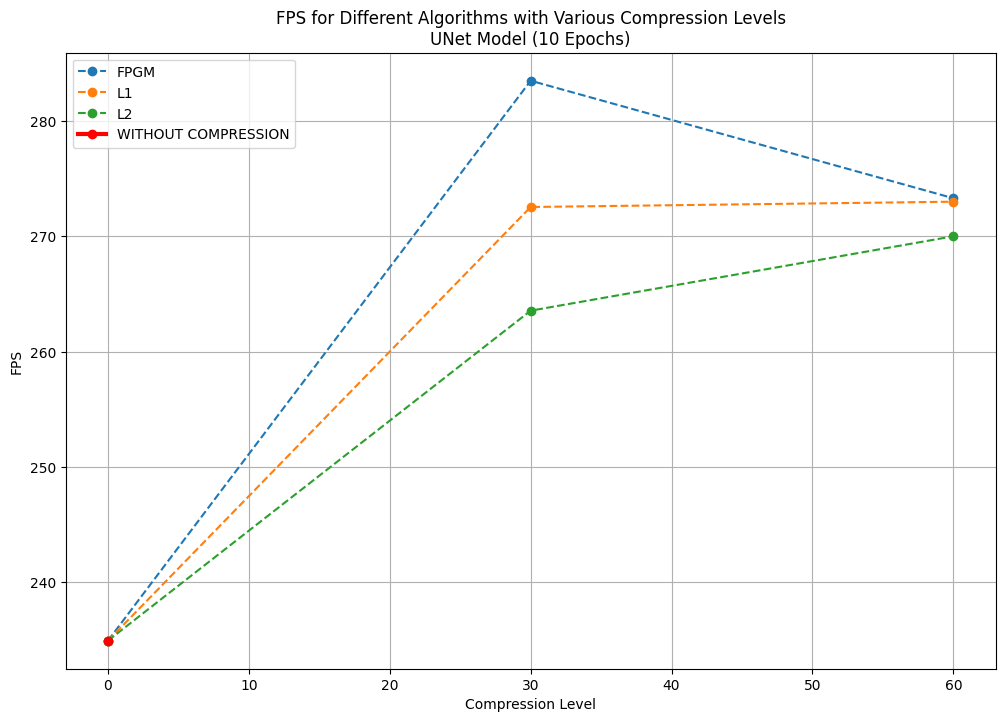 FPS for Different Algorithms with Various Compression Levels
UNet Model (10 Epochs)
FPGM
L1
L2
WITHOUT COMPRESSION
280
270
260
250
240
FPS
0 10 20 30 40 50 60
Compression Level